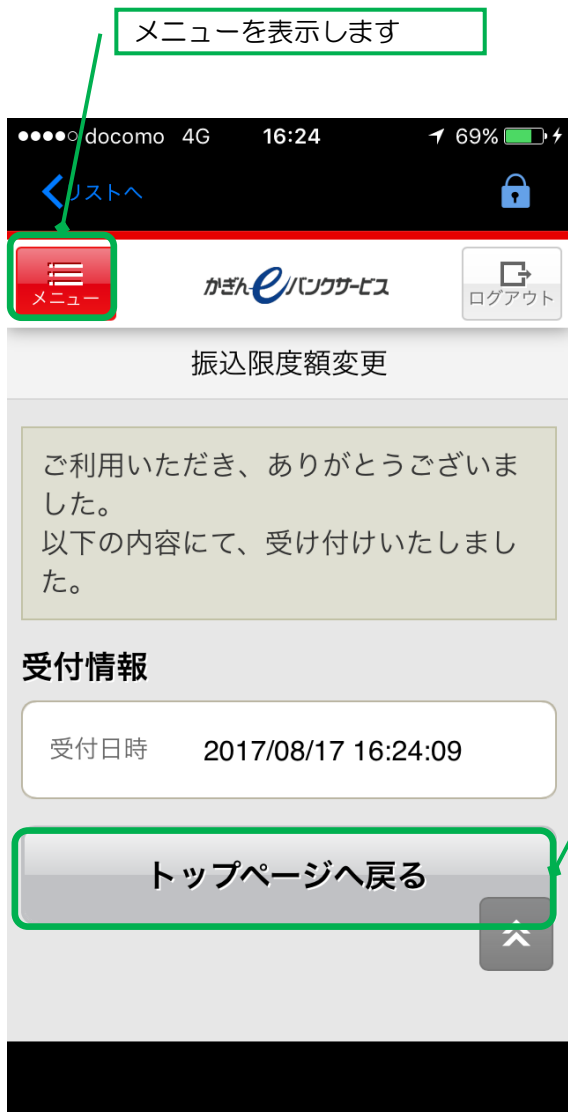 メニューを表示します
docomo 4G 16:24 69%
リストへ
メニュー
かぎんeバンクサービス
ログアウト
振込限度額変更
ご利用いただき、ありがとうございま
した。
以下の内容にて、受け付けいたしまし
た。
受付情報
受付日時 2017/08/17 16:24:09
トップページへ戻る